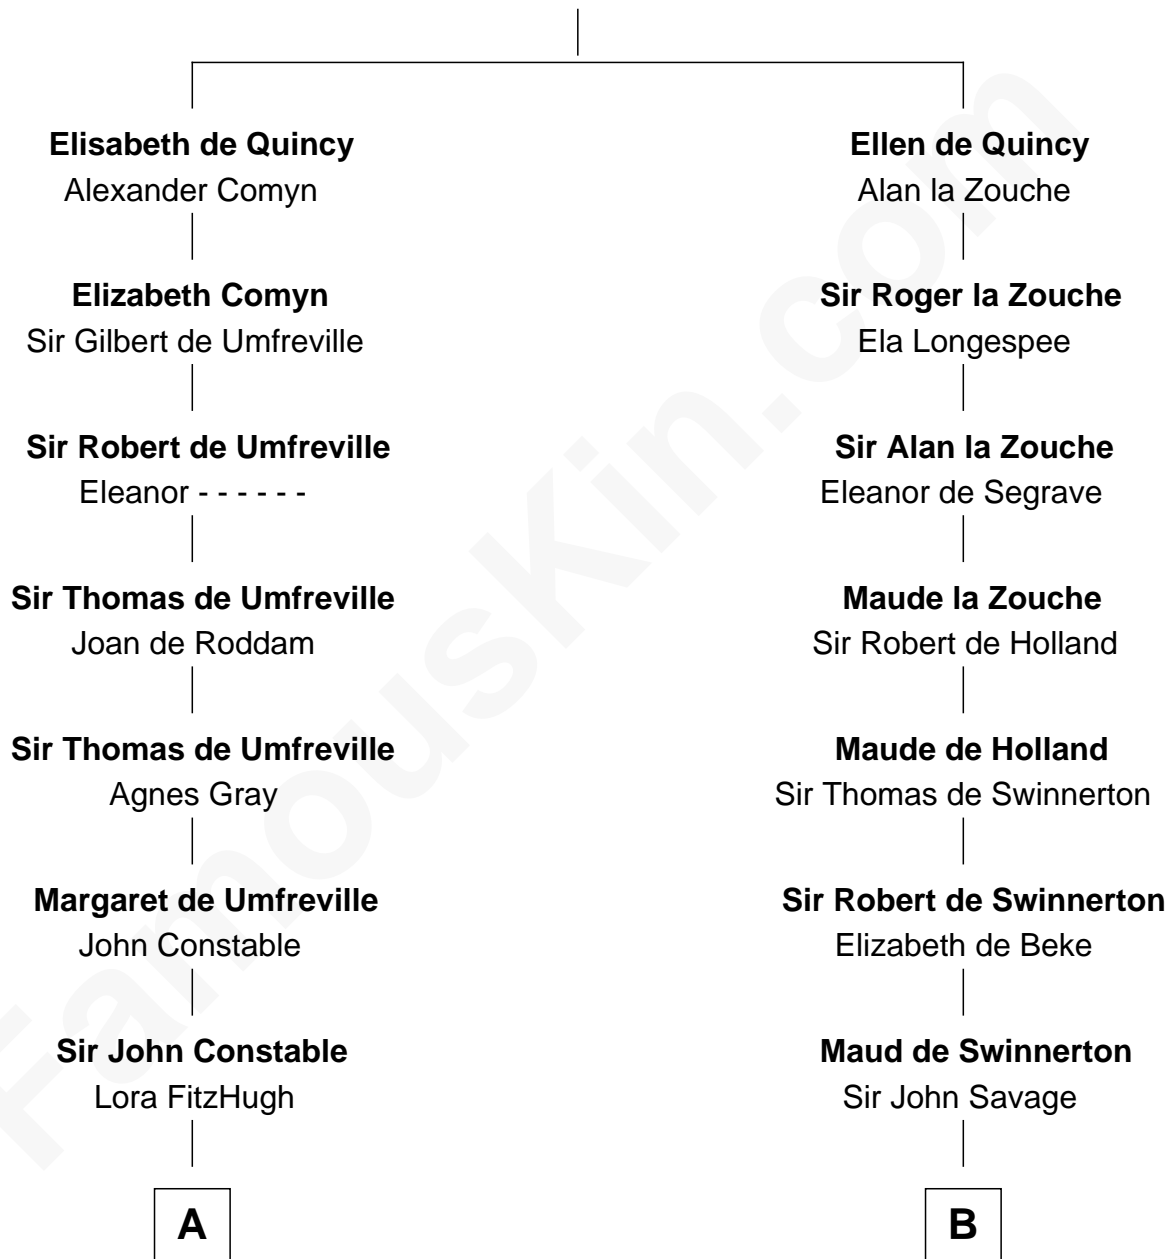 Elisabeth de Quincy
Alexander Comyn
Elizabeth Comyn
Sir Gilbert de Umfreville
Sir Robert de Umfreville
Eleanor - - - - - -
Sir Thomas de Umfreville
Joan de Roddam
Sir Thomas de Umfreville
Agnes Gray
Margaret de Umfreville
John Constable
Sir John Constable
Lora FitzHugh
A
Ellen de Quincy
Alan la Zouche
Sir Roger la Zouche
Ela Longespee
Sir Alan la Zouche
Eleanor de Segrave
Maude la Zouche
Sir Robert de Holland
Maude de Holland
Sir Thomas de Swinnerton
Sir Robert de Swinnerton
Elizabeth de Beke
Maud de Swinnerton
Sir John Savage
B
FamousKin.com